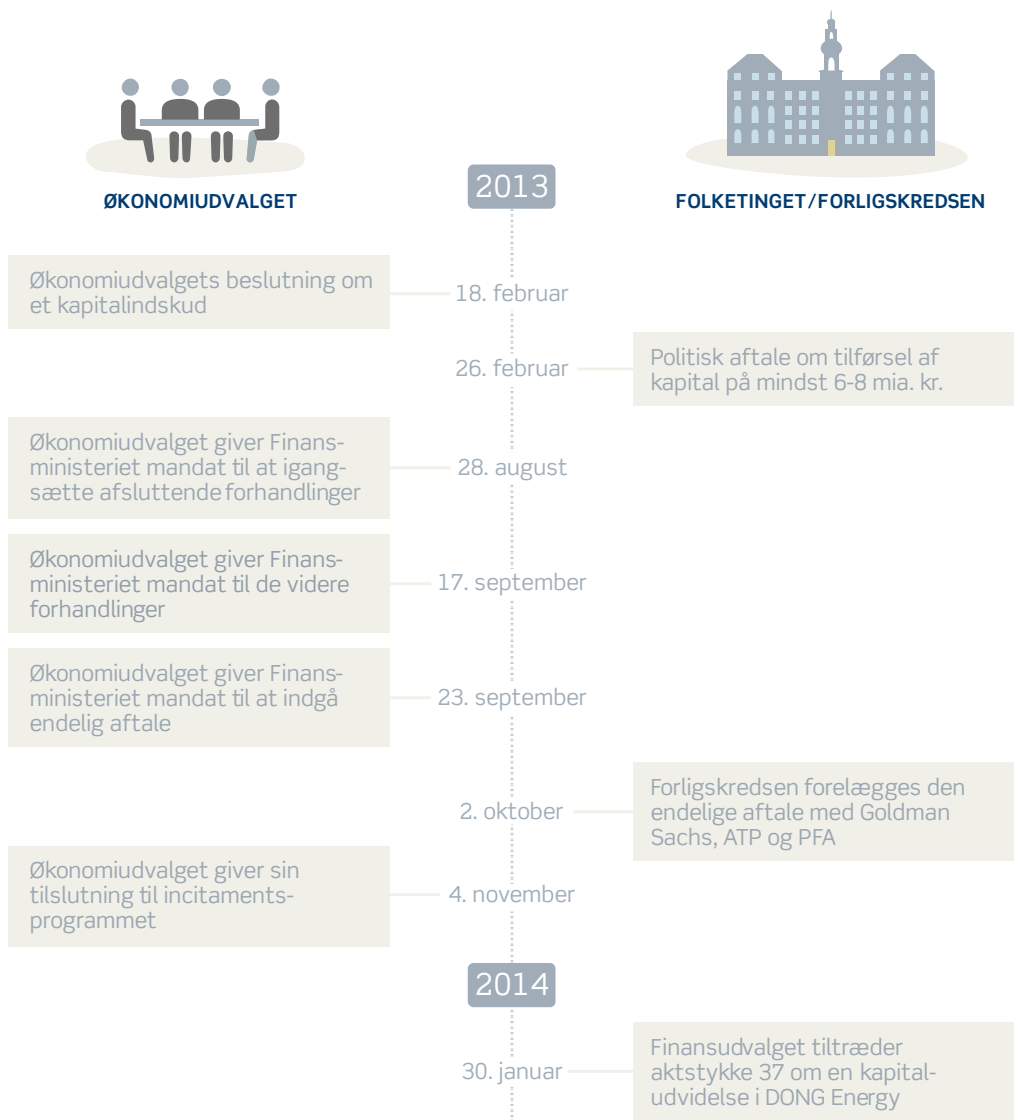 ØKONOMIUDVALGET
2013
FOLKETINGET/FORLIGSKREDSEN
Økonomiudvalgets beslutning om
et kapitalindskud
18. februar
26. februar
Politisk aftale om tilførsel af
kapital på mindst 6-8 mia. kr.
Økonomiudvalget giver Finans-
ministeriet mandat til at igang-
sætte afsluttende forhandlinger
28. august
Økonomiudvalget giver Finans-
ministeriet mandat til de videre
forhandlinger
17. september
Økonomiudvalget giver Finans-
ministeriet mandat til at indgå
endelig aftale
23. september
2. oktober
Forligskredsen forelægges den
endelige aftale med Goldman
Sachs, ATP og PFA
Økonomiudvalget giver sin
tilslutning til incitaments-
programmet
4. november
2014
30. januar
Finansudvalget tiltræder
aktstykke 37 om en kapital-
udvidelse i DONG Energy